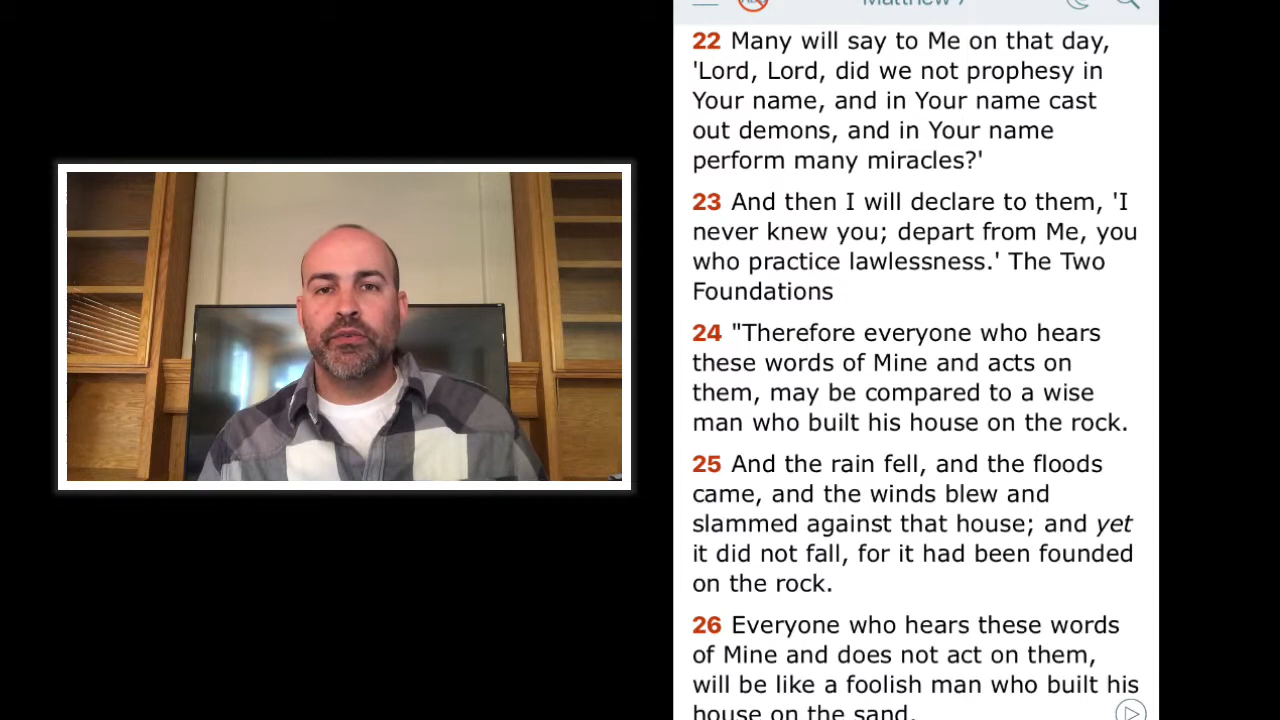 Matthew 7
22 Many will say to Me on that day,
'Lord, Lord, did we not prophesy in
Your name, and in Your name cast
out demons, and in Your name
perform many miracles?'
23 And then I will declare to them, 'I
never knew you; depart from Me, you
who practice lawlessness.' The Two
Foundations
24 "Therefore everyone who hears
these words of Mine and acts on
them, may be compared to a wise
man who built his house on the rock.
25 And the rain fell, and the floods
came, and the winds blew and
slammed against that house; and yet
it did not fall, for it had been founded
on the rock.
26 Everyone who hears these words
of Mine and does not act on them,
will be like a foolish man who built his
house on the sand.